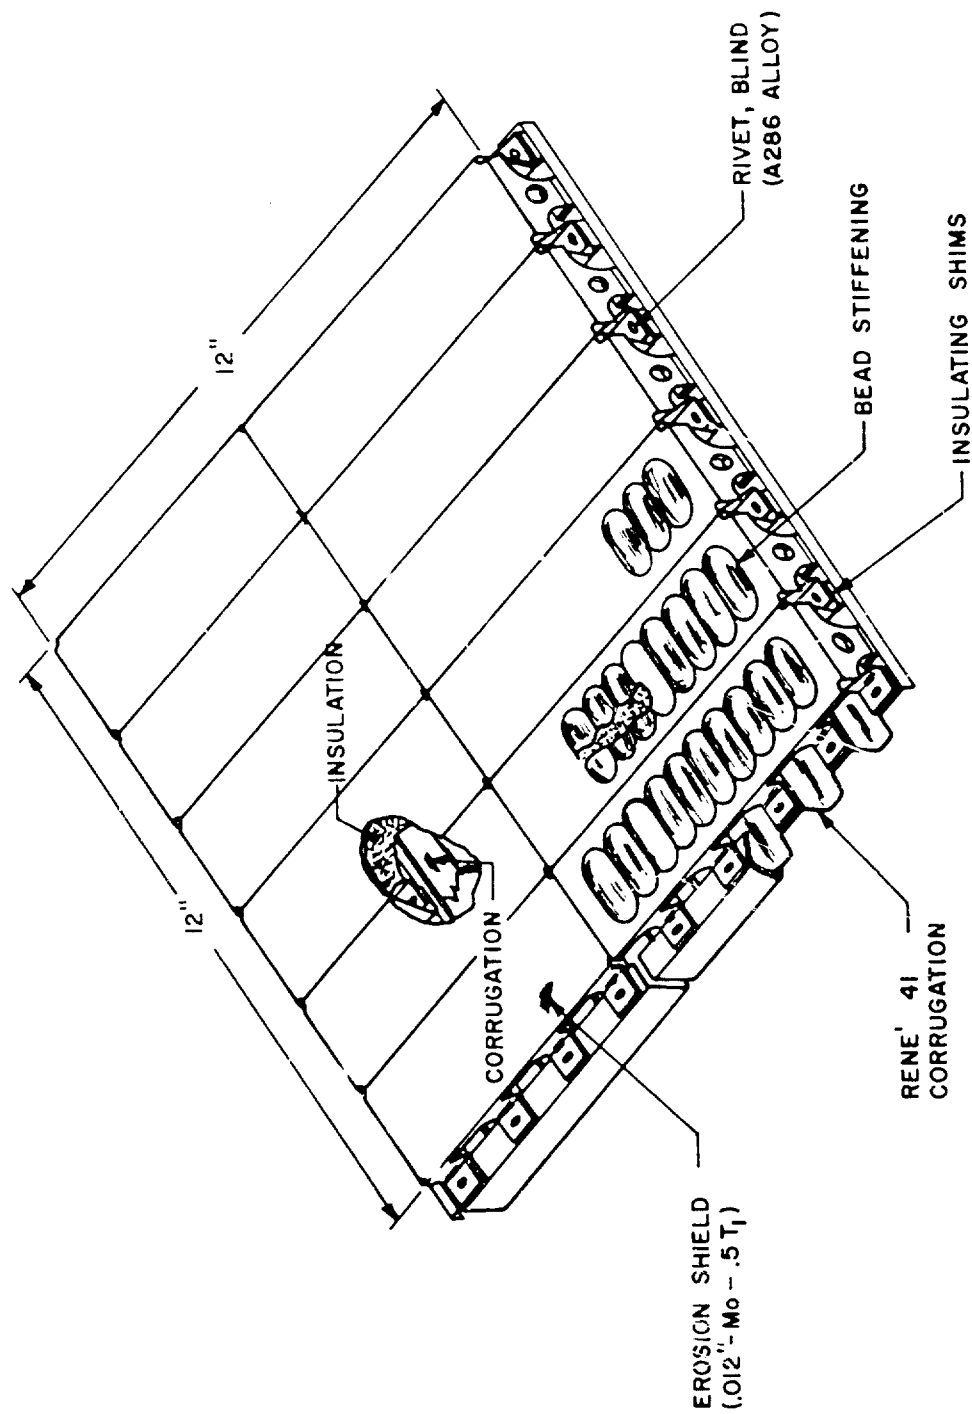 12"
12"
INSULATION
CORRUGATION
RIVET, BLIND
(A286 ALLOY)
BEAD STIFFENING
INSULATING SHIMS
RENE' 41
CORRUGATION
EROSION SHIELD
(.012"-Mo - .5 Ti)